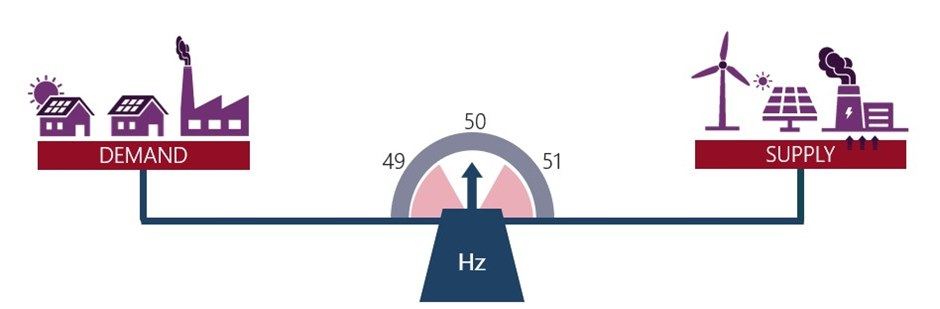 50
49
51
DEMAND
SUPPLY
Hz